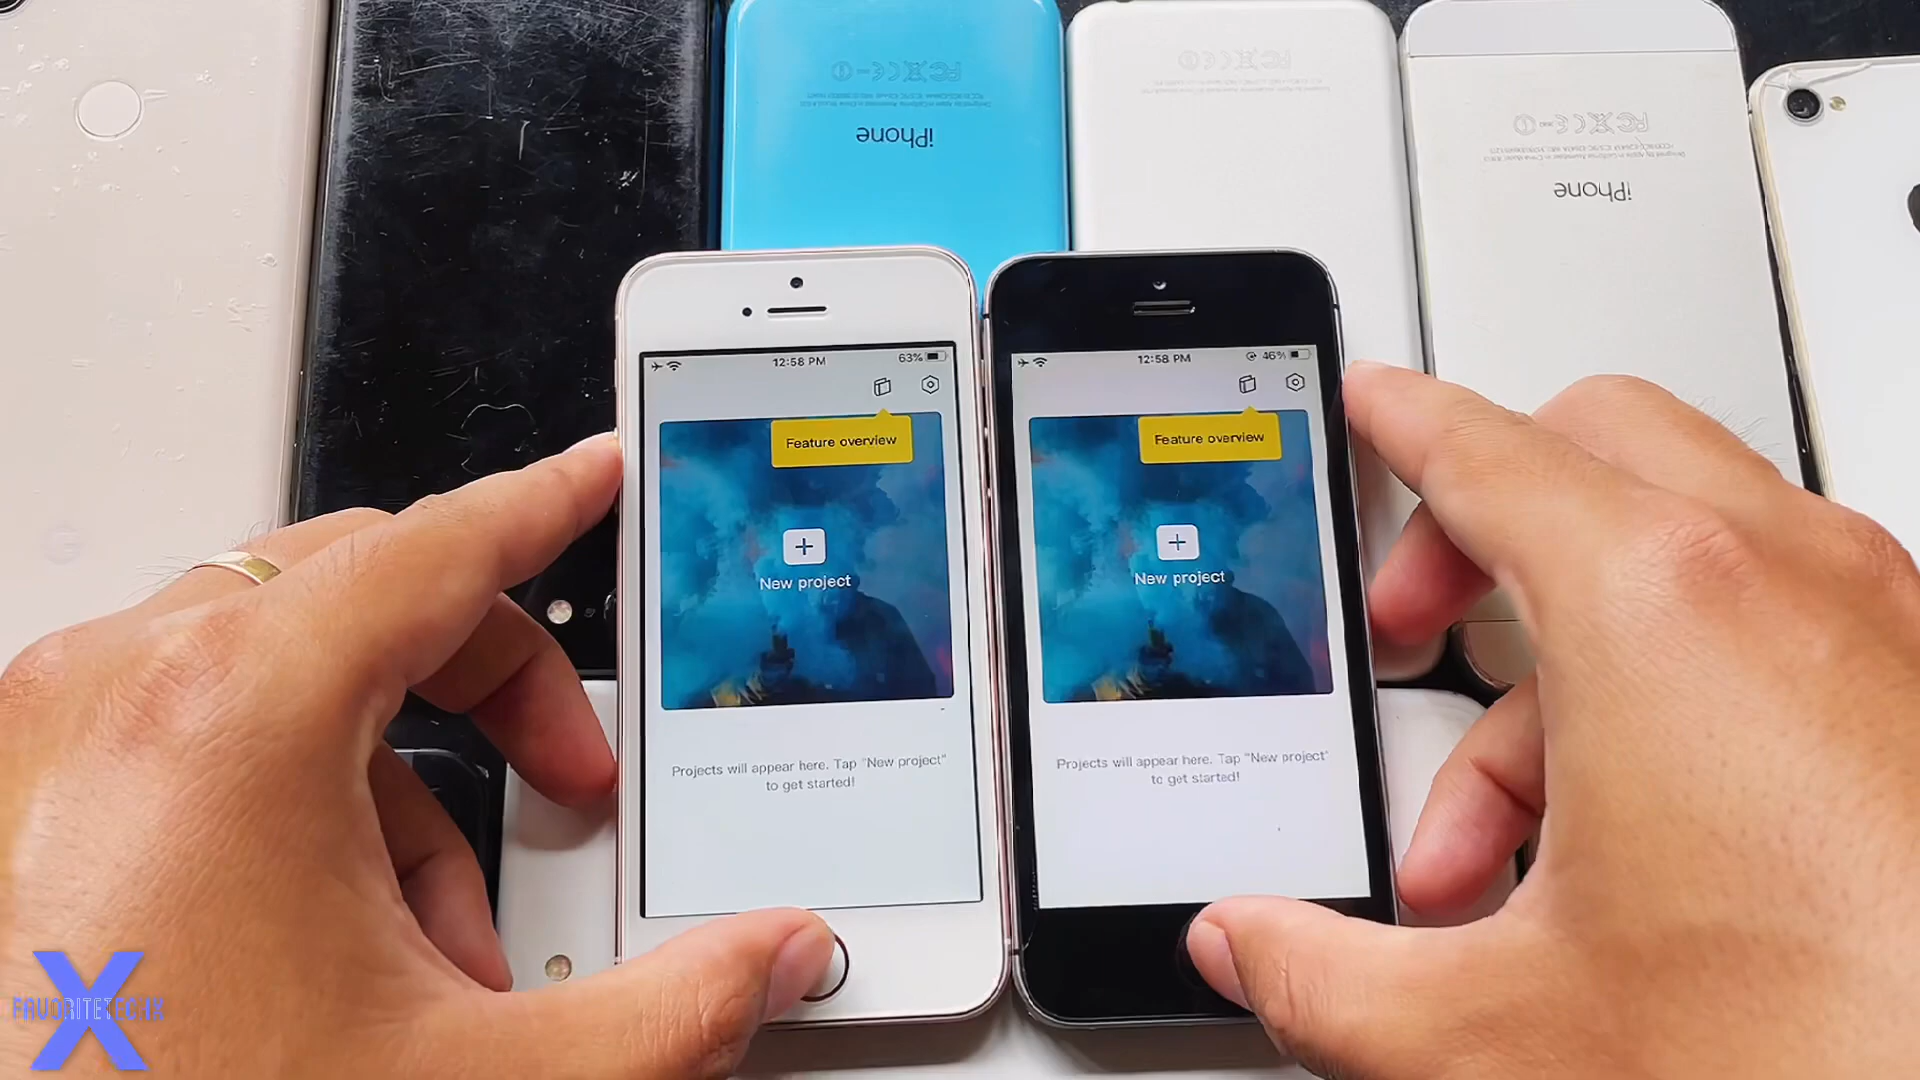 iPhone
iPhone
12:58 PM
63%
Feature overview
New project
Projects will appear here. Tap "New project"
to get started!
12:58 PM
46%
Feature overview
New project
Projects will appear here. Tap "New project"
to get started!
X
FAVORITETECHX